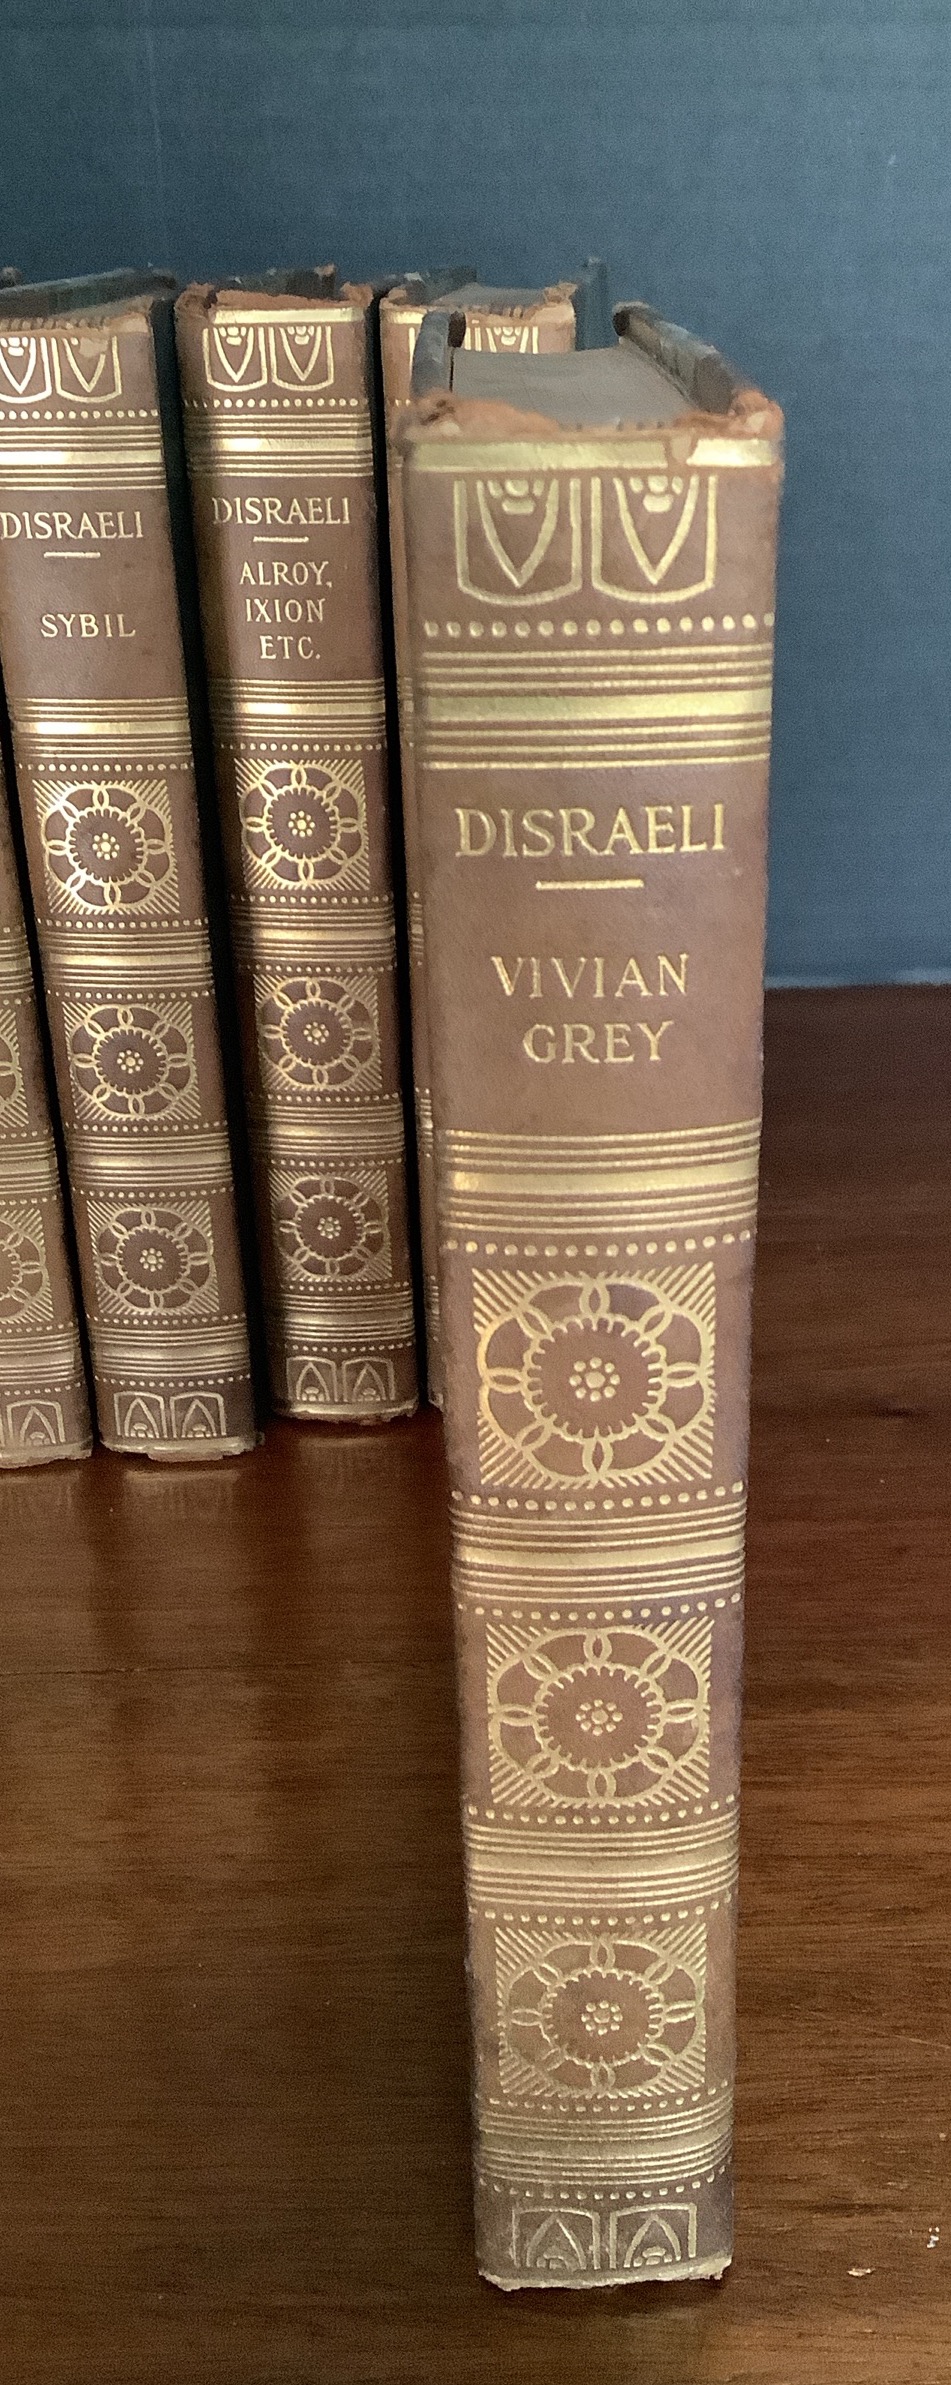 DISRAELI
SYBIL
DISRAELI
ALROY,
IXION
ETC.
DISRAELI
VIVIAN
GREY